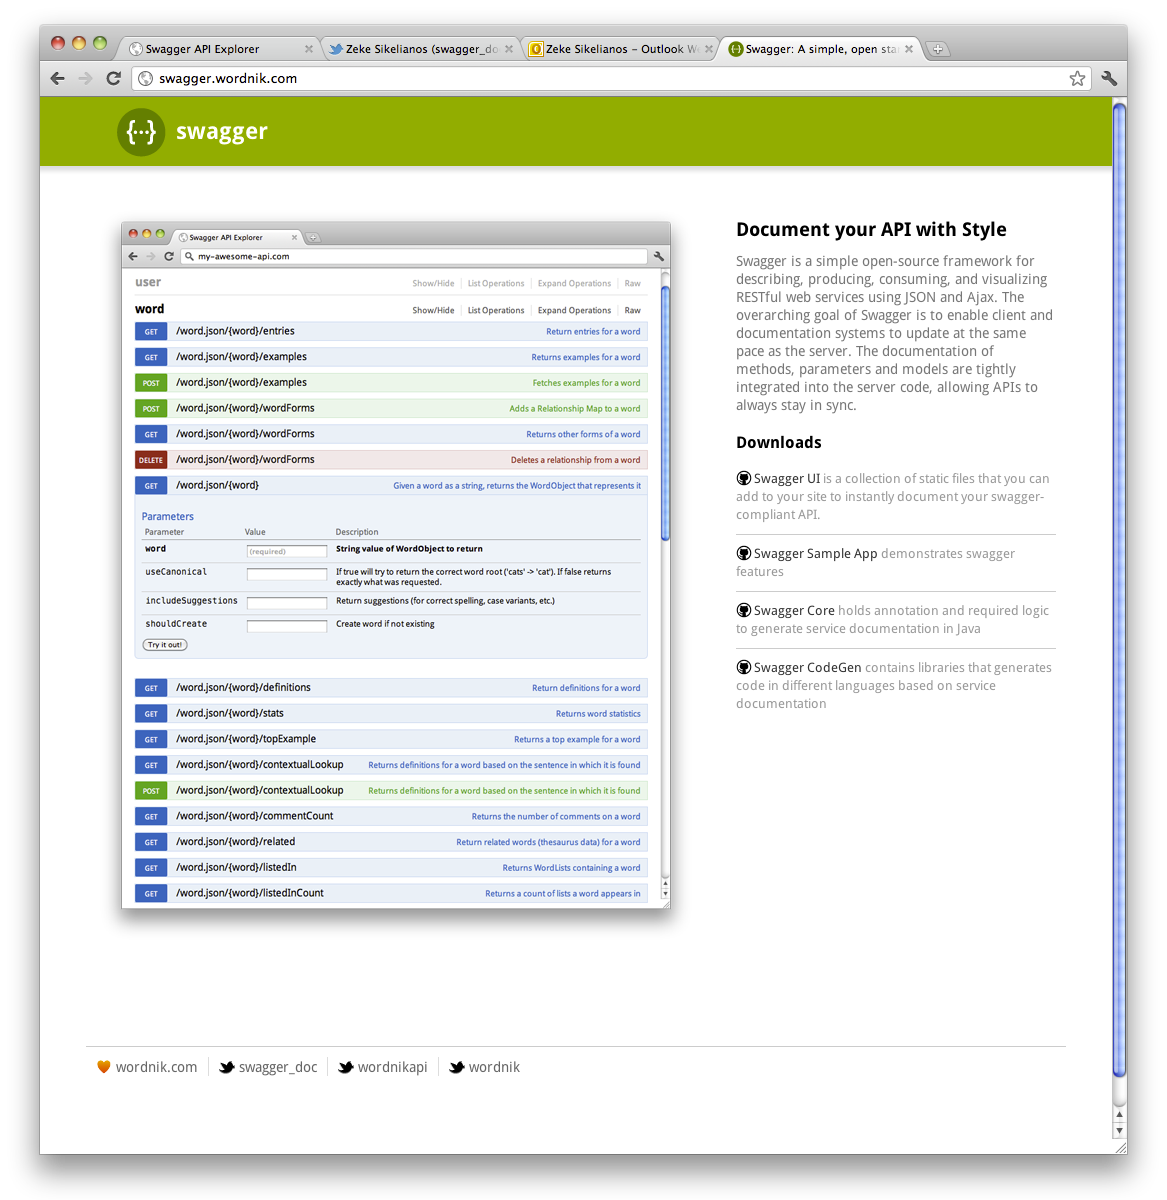 Swagger API Explorer
Zeke Sikelianos (swagger_do
Zeke Sikelianos – Outlook W
Swagger: A simple, open sta
swagger.wordnik.com
{···} swagger
Swagger API Explorer
my-awesome-api.com
user Show/Hide List Operations Expand Operations Raw
word Show/Hide List Operations Expand Operations Raw
GET /word.json/{word}/entries Return entries for a word
GET /word.json/{word}/examples Returns examples for a word
POST /word.json/{word}/examples Fetches examples for a word
POST /word.json/{word}/wordForms Adds a Relationship Map to a word
GET /word.json/{word}/wordForms Returns other forms of a word
DELETE /word.json/{word}/wordForms Deletes a relationship from a word
GET /word.json/{word} Given a word as a string, returns the WordObject that represents it
Parameters
Parameter Value Description
word (required) String value of WordObject to return
useCanonical If true will try to return the correct word root ('cats' -> 'cat'). If false returns
exactly what was requested.
includeSuggestions Return suggestions (for correct spelling, case variants, etc.)
shouldCreate Create word if not existing
Try it out!
GET /word.json/{word}/definitions Return definitions for a word
GET /word.json/{word}/stats Returns word statistics
GET /word.json/{word}/topExample Returns a top example for a word
GET /word.json/{word}/contextualLookup Returns definitions for a word based on the sentence in which it is found
POST /word.json/{word}/contextualLookup Returns definitions for a word based on the sentence in which it is found
GET /word.json/{word}/commentCount Returns the number of comments on a word
GET /word.json/{word}/related Return related words (thesaurus data) for a word
GET /word.json/{word}/listedIn Returns WordLists containing a word
GET /word.json/{word}/listedInCount Returns a count of lists a word appears in
Document your API with Style
Swagger is a simple open-source framework for
describing, producing, consuming, and visualizing
RESTful web services using JSON and Ajax. The
overarching goal of Swagger is to enable client and
documentation systems to update at the same
pace as the server. The documentation of
methods, parameters and models are tightly
integrated into the server code, allowing APIs to
always stay in sync.
Downloads
Swagger UI is a collection of static files that you can
add to your site to instantly document your swagger-
compliant API.
Swagger Sample App demonstrates swagger
features
Swagger Core holds annotation and required logic
to generate service documentation in Java
Swagger CodeGen contains libraries that generates
code in different languages based on service
documentation
wordnik.com swagger_doc wordnikapi wordnik